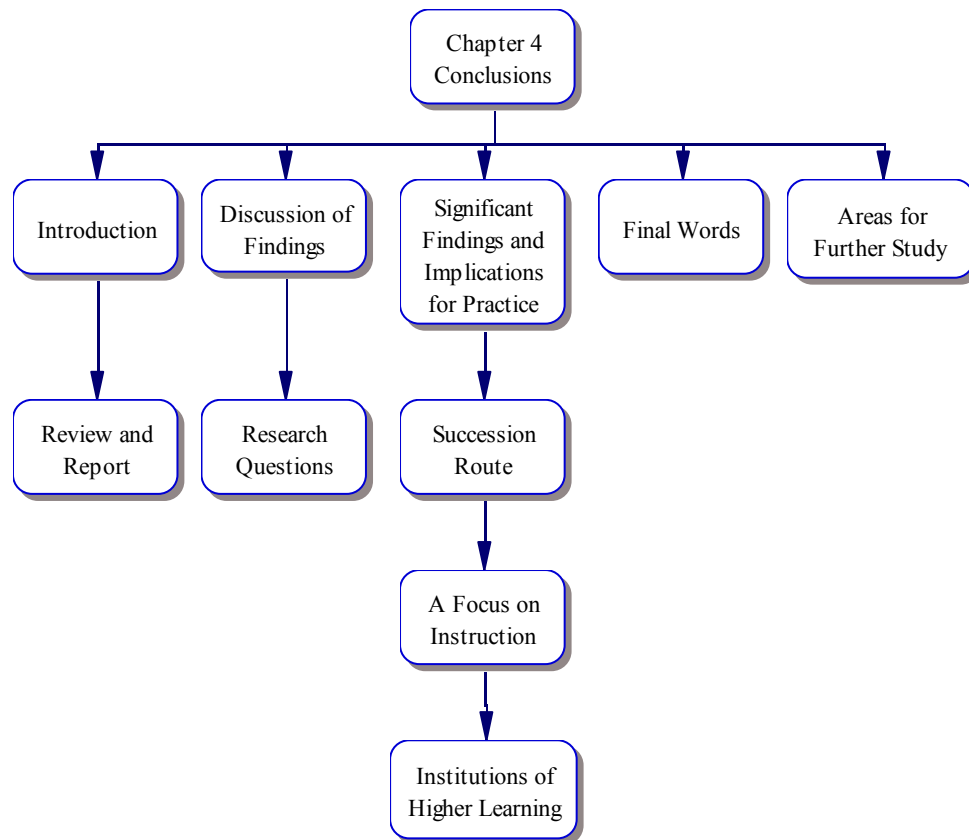 Chapter 4
Conclusions
Introduction
Discussion of
Findings
Significant
Findings and
Implications
for Practice
Final Words
Areas for
Further Study
Review and
Report
Research
Questions
Succession
Route
A Focus on
Instruction
Institutions of
Higher Learning